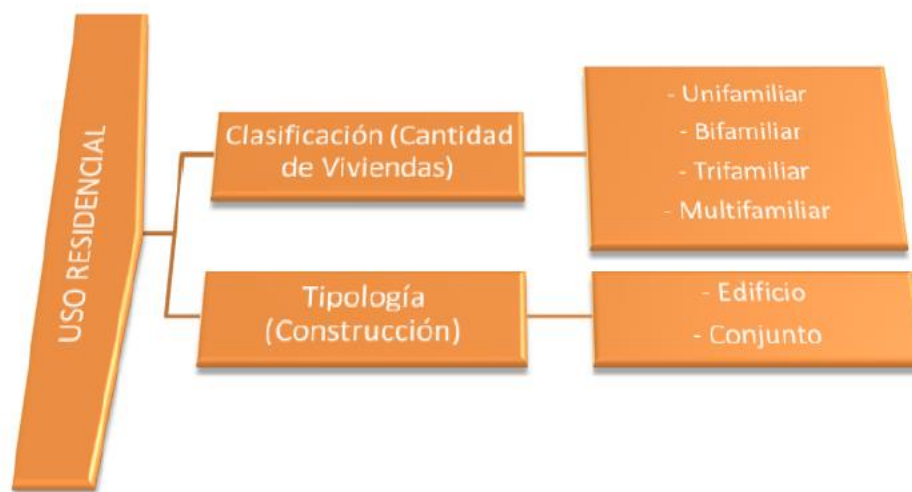 USO RESIDENCIAL
Clasificación (Cantidad
de Viviendas)
- Unifamiliar
- Bifamiliar
- Trifamiliar
- Multifamiliar
Tipología
(Construcción)
- Edificio
- Conjunto